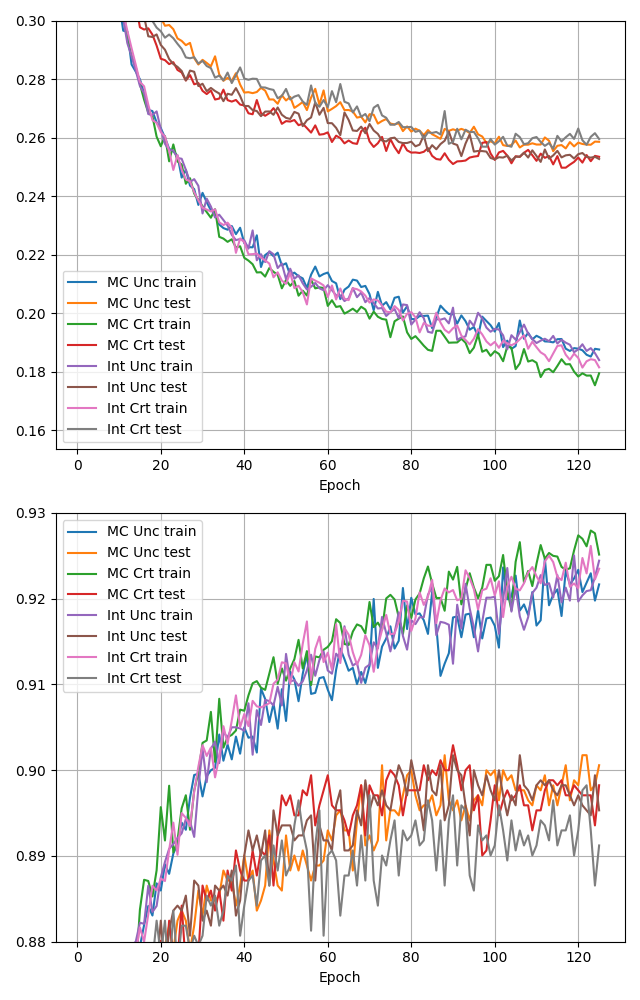 0.30
0.28
0.26
0.24
0.22
0.20
0.18
0.16
MC Unc train
MC Unc test
MC Crt train
MC Crt test
Int Unc train
Int Unc test
Int Crt train
Int Crt test
0 20 40 60 80 100 120
Epoch
0.93
0.92
0.91
0.90
0.89
0.88
MC Unc train
MC Unc test
MC Crt train
MC Crt test
Int Unc train
Int Unc test
Int Crt train
Int Crt test
0 20 40 60 80 100 120
Epoch